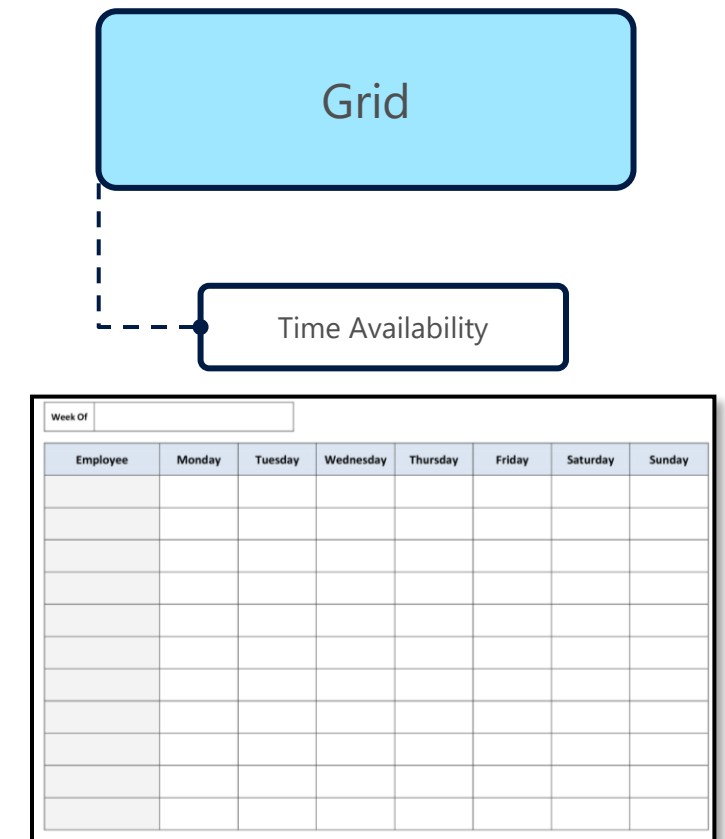 Grid
Time Availability
Week Of
Employee Monday Tuesday Wednesday Thursday Friday Saturday Sunday